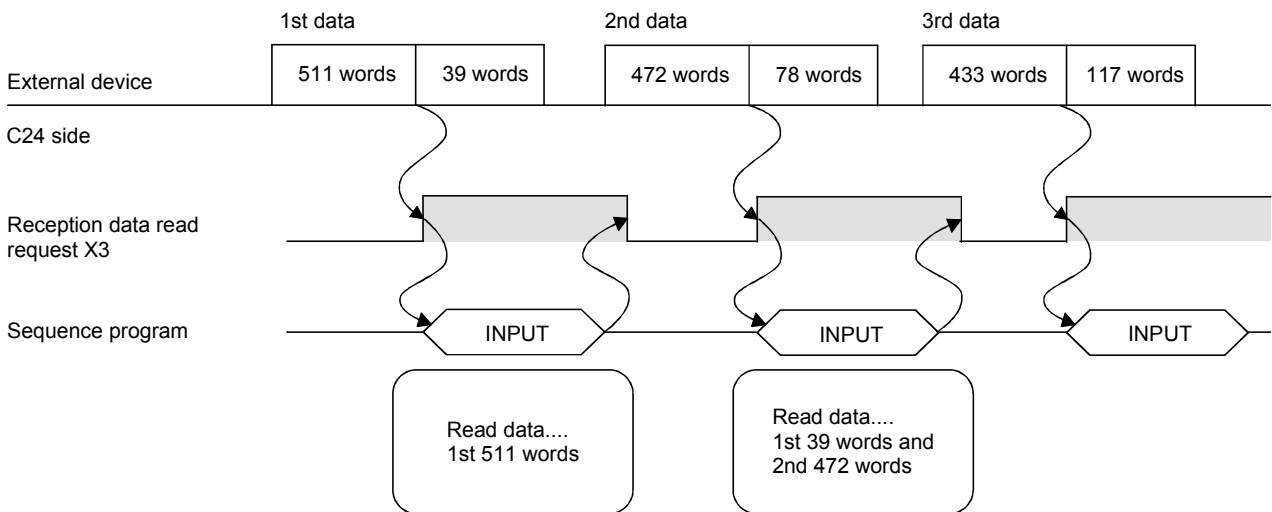 1st data
2nd data
3rd data
511 words
39 words
472 words
78 words
433 words
117 words
External device
C24 side
Reception data read
request X3
Sequence program
INPUT
INPUT
INPUT
Read data....
1st 511 words
Read data....
1st 39 words and
2nd 472 words